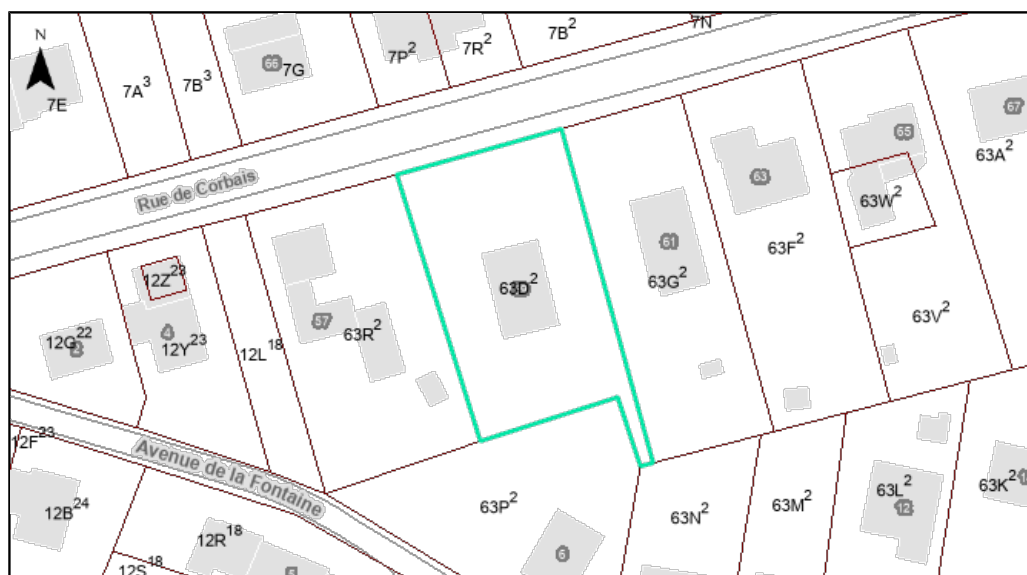 N
7E
7A³
7B³
66
7G
7P²
7R²
7B²
7N
67
63A²
65
63W²
63
63F²
63V²
61
63G²
63D²
Rue de Corbais
57
63R²
12L¹⁸
12Z²³
4
12Y²³
12G²²
12F²³
Avenue de la Fontaine
12B²⁴
12R¹⁸
12S¹⁸
63P²
6
63N²
63M²
63L²
12
63K²